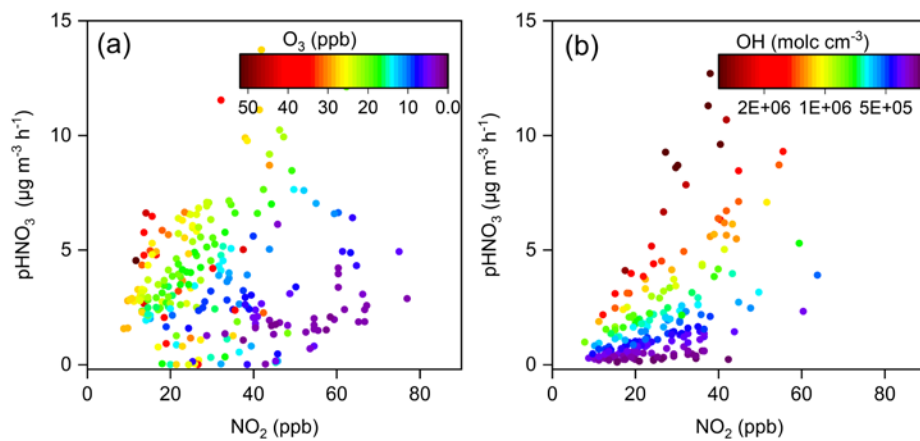 (a)
O₃ (ppb)
50 40 30 20 10 0.0
pHNO₃ (µg m⁻³ h⁻¹)
15
10
5
0
0 20 40 60 80
NO₂ (ppb)
(b)
OH (molc cm⁻³)
2E+06 1E+06 5E+05
pHNO₃ (µg m⁻³ h⁻¹)
15
10
5
0
0 20 40 60 80
NO₂ (ppb)